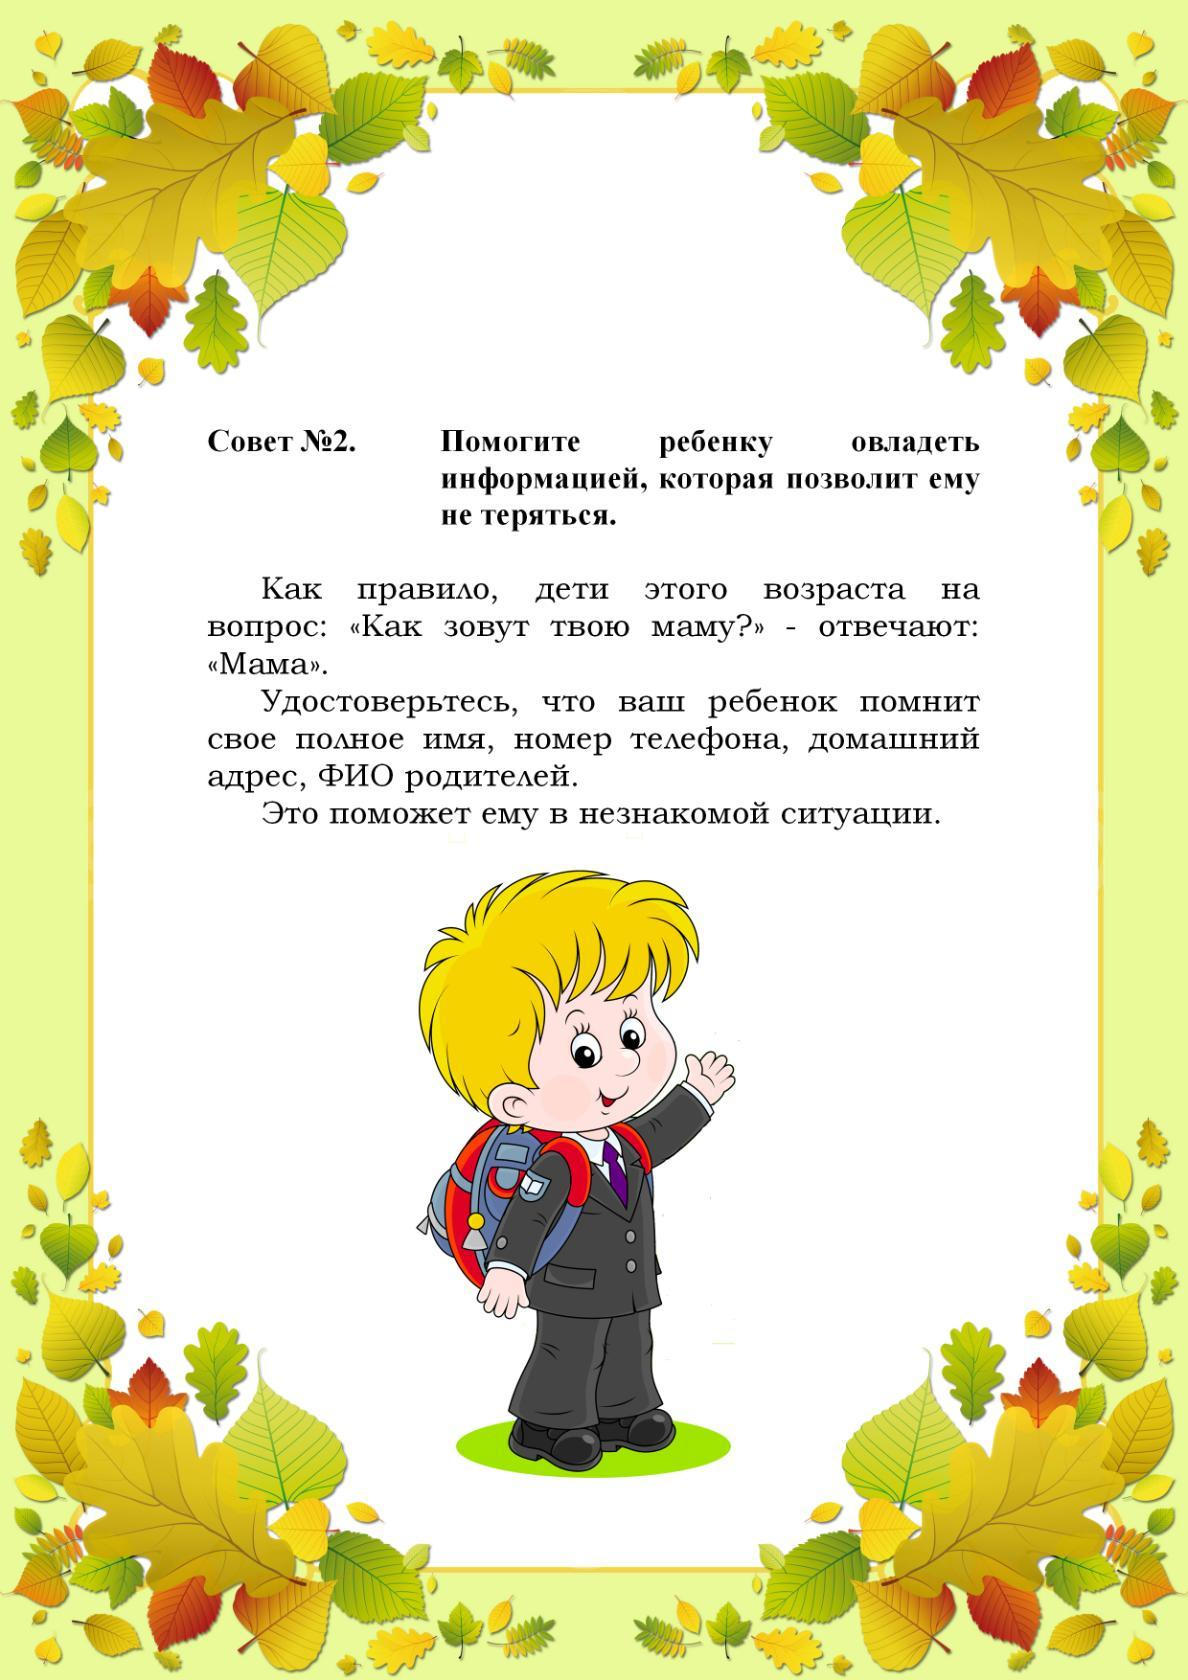 Совет №2. Помогите ребенку овладеть
информацией, которая позволит ему
не теряться.
Как правило, дети этого возраста на
вопрос: «Как зовут твою маму?» - отвечают:
«Мама».
Удостоверьтесь, что ваш ребенок помнит
свое полное имя, номер телефона, домашний
адрес, ФИО родителей.
Это поможет ему в незнакомой ситуации.